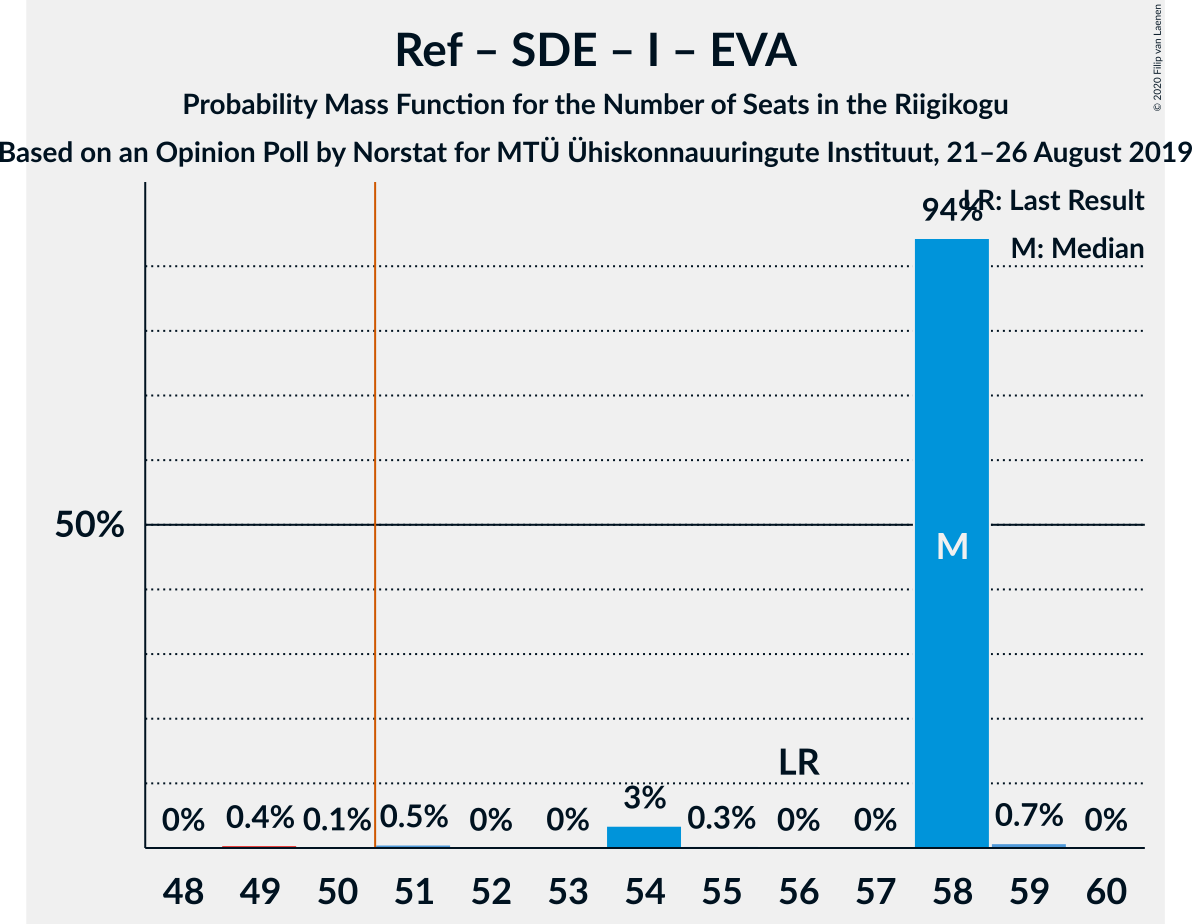 Ref – SDE – I – EVA
Probability Mass Function for the Number of Seats in the Riigikogu
Based on an Opinion Poll by Norstat for MTÜ Ühiskonnauuringute Instituut, 21–26 August 2019
© 2020 Filip van Laenen
LR: Last Result
M: Median
94%
50%
M
LR
0% 0.4% 0.1% 0.5% 0% 0% 3% 0.3% 0% 0% 0.7% 0%
48 49 50 51 52 53 54 55 56 57 58 59 60